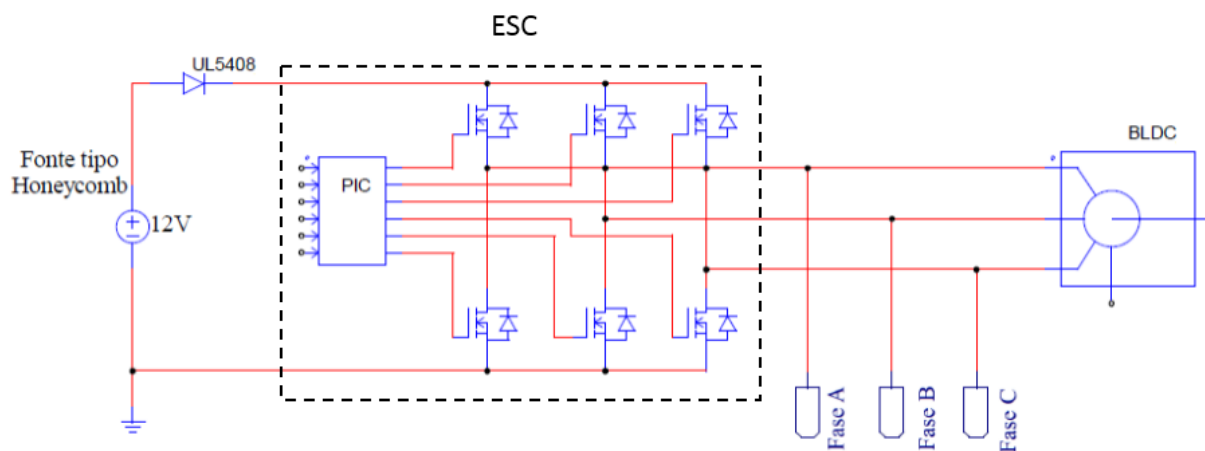 ESC
UL5408
BLDC
Fonte tipo
Honeycomb
12V
PIC
Fase A
Fase B
Fase C